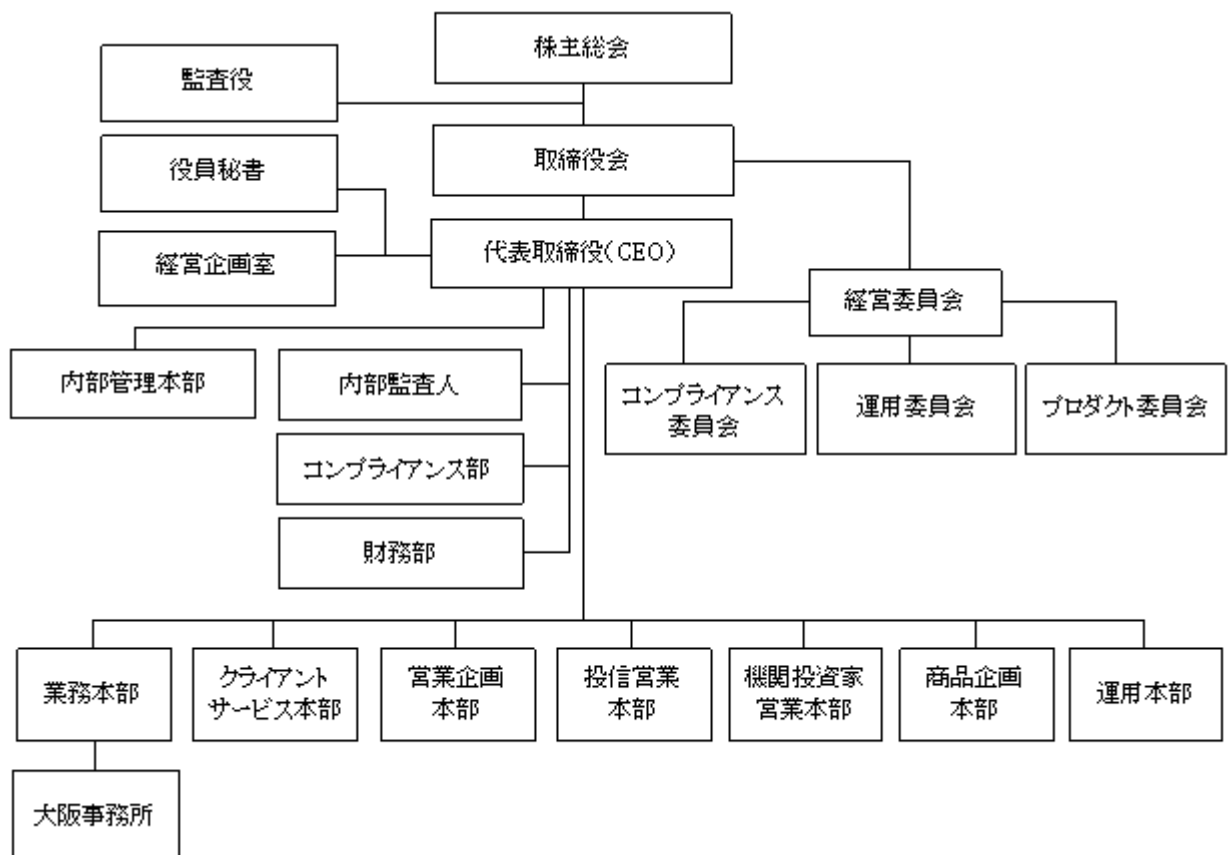 株主総会
監査役
取締役会
役員秘書
代表取締役(CEO)
経営企画室
経営委員会
内部管理本部
内部監査人
コンプライアンス
委員会
運用委員会
プロダクト委員会
コンプライアンス部
財務部
業務本部
クライアント
サービス本部
営業企画
本部
投信営業
本部
機関投資家
営業本部
商品企画
本部
運用本部
大阪事務所